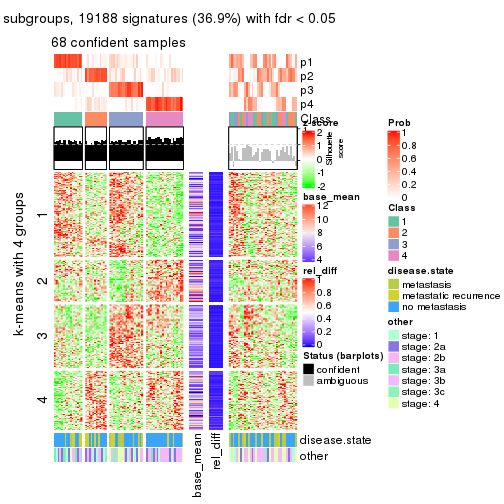 subgroups, 19188 signatures (36.9%) with fdr < 0.05
68 confident samples
p1
p2
p3
p4
Class
1
Silhouette
score
k-means with 4 groups
1
2
3
4
disease.state
other
base_mean
rel_diff
z-score
2
1
0
-1
-2
base_mean
12
10
8
6
4
rel_diff
1
0.8
0.6
0.4
0.2
0
Status (barplots)
confident
ambiguous
Prob
1
0.8
0.6
0.4
0.2
0
Class
1
2
3
4
disease.state
metastasis
metastatic recurrence
no metastasis
other
stage: 1
stage: 2a
stage: 2b
stage: 3a
stage: 3b
stage: 3c
stage: 4